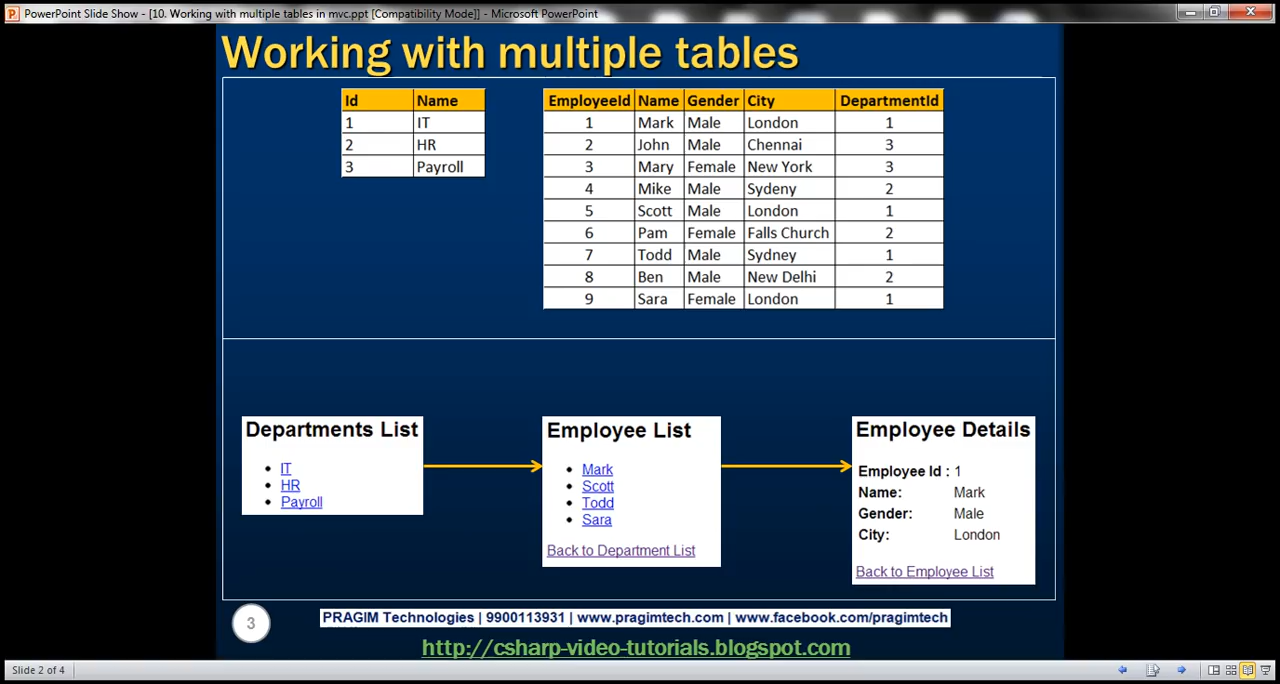 PowerPoint Slide Show - [10. Working with multiple tables in mvc.ppt [Compatibility Mode]] - Microsoft PowerPoint
Working with multiple tables
Id Name
1 IT
2 HR
3 Payroll
EmployeeId Name Gender City DepartmentId
1 Mark Male London 1
2 John Male Chennai 3
3 Mary Female New York 3
4 Mike Male Sydeny 2
5 Scott Male London 1
6 Pam Female Falls Church 2
7 Todd Male Sydney 1
8 Ben Male New Delhi 2
9 Sara Female London 1
Departments List
IT
HR
Payroll
Employee List
Mark
Scott
Todd
Sara
Back to Department List
Employee Details
Employee Id : 1
Name: Mark
Gender: Male
City: London
Back to Employee List
3
PRAGIM Technologies | 9900113931 | www.pragimtech.com | www.facebook.com/pragimtech
http://csharp-video-tutorials.blogspot.com
Slide 2 of 4